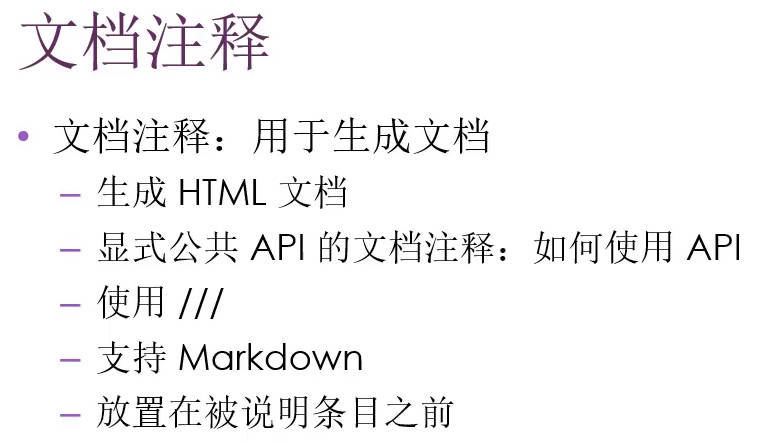 文档注释
• 文档注释：用于生成文档
– 生成 HTML 文档
– 显式公共 API 的文档注释：如何使用 API
– 使用 ///
– 支持 Markdown
– 放置在被说明条目之前